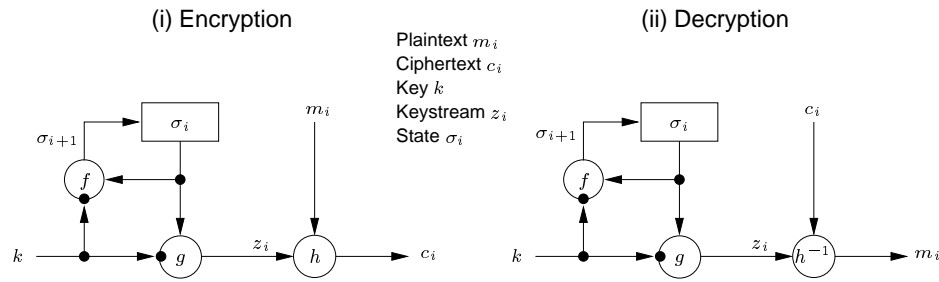 (i) Encryption
(ii) Decryption
Plaintext m_i
Ciphertext c_i
Key k
Keystream z_i
State σ_i
σ_i
m_i
σ_{i+1}
f
k
g
z_i
h
c_i
σ_i
c_i
σ_{i+1}
f
k
g
z_i
h^{-1}
m_i